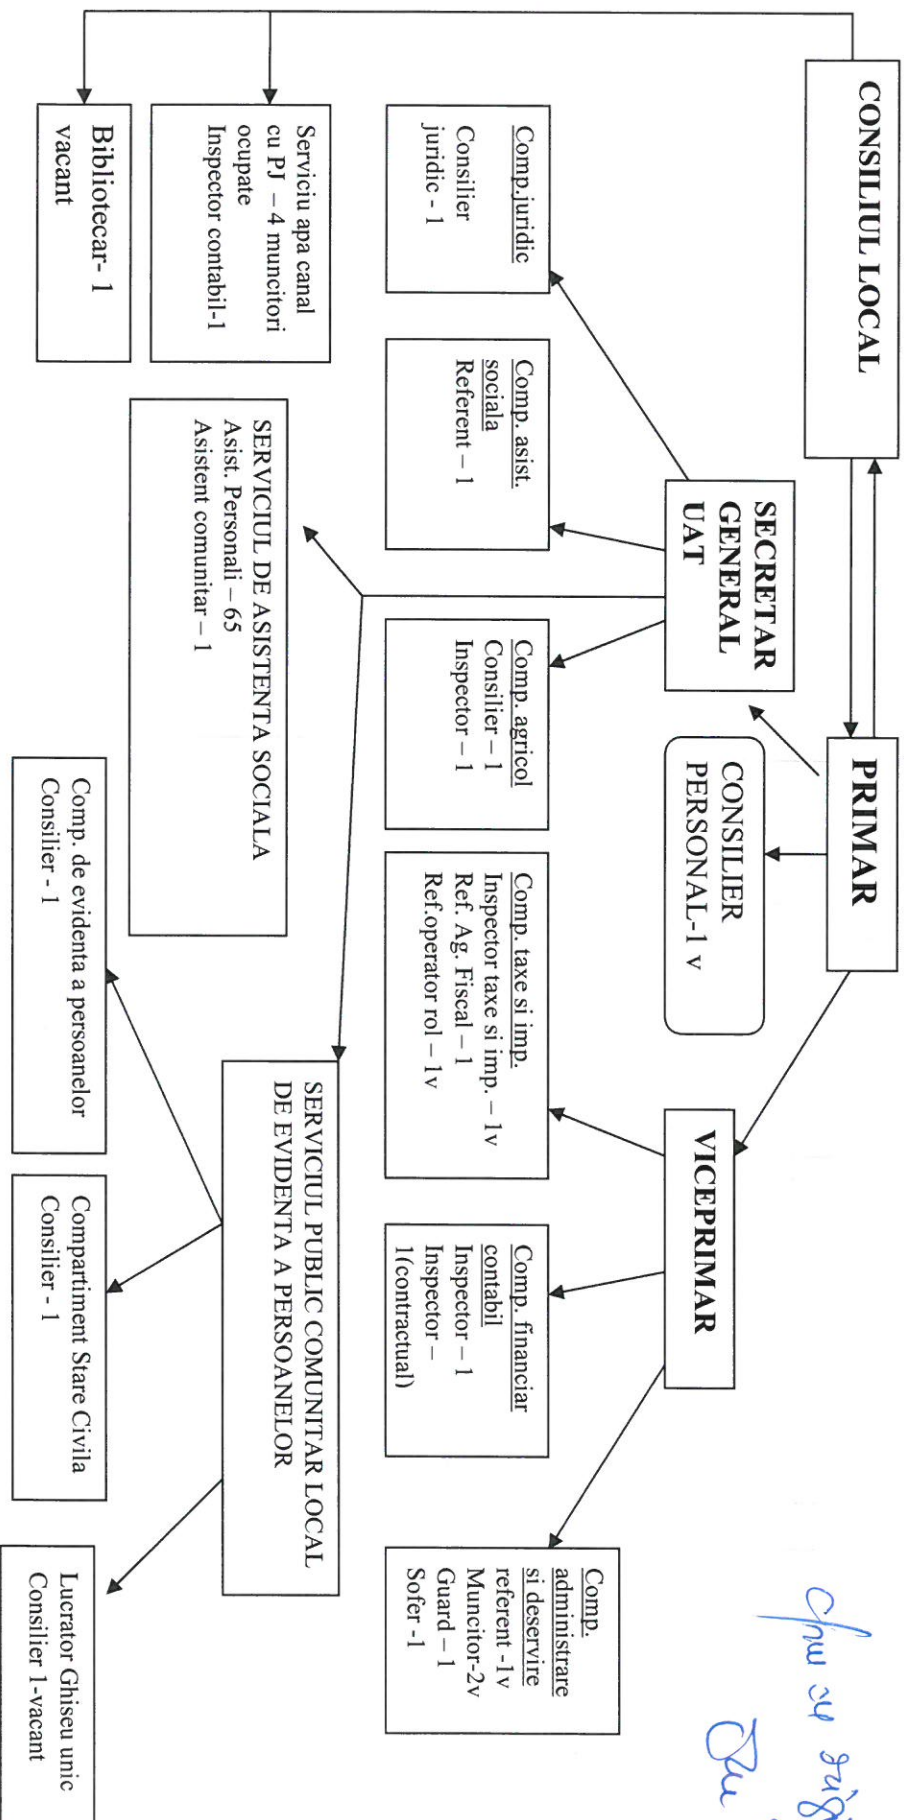 CONSILIUL LOCAL
PRIMAR
SECRETAR
GENERAL
UAT
CONSILIER
PERSONAL-1 v
VICEPRIMAR
Comp.juridic
Consilier
juridic - 1
Comp. asist.
sociala
Referent – 1
Comp. agricol
Consilier – 1
Inspector – 1
Comp. taxe si imp.
Inspector taxe si imp. – 1v
Ref. Ag. Fiscal – 1
Ref.operator rol – 1v
Comp. financiar
contabil
Inspector – 1
Inspector –
1(contractual)
Comp.
administrare
si deservire
referent -1v
Muncitor-2v
Guard – 1
Sofer -1
Serviciu apa canal
cu PJ – 4 muncitori
ocupate
Inspector contabil-1
Bibliotecar- 1
vacant
SERVICIUL DE ASISTENTA SOCIALA
Asist. Personali – 65
Asistent comunitar – 1
SERVICIUL PUBLIC COMUNITAR LOCAL
DE EVIDENTA A PERSOANELOR
Comp. de evidenta a persoanelor
Consilier - 1
Compartiment Stare Civila
Consilier - 1
Lucrator Ghiseu unic
Consilier 1-vacant